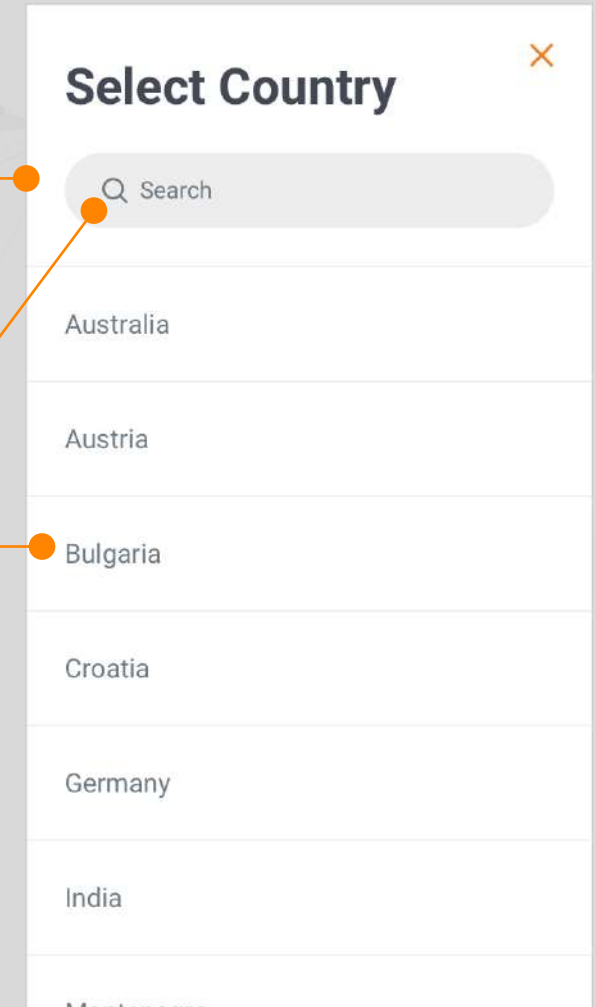 Select Country
Search
Australia
Austria
Bulgaria
Croatia
Germany
India